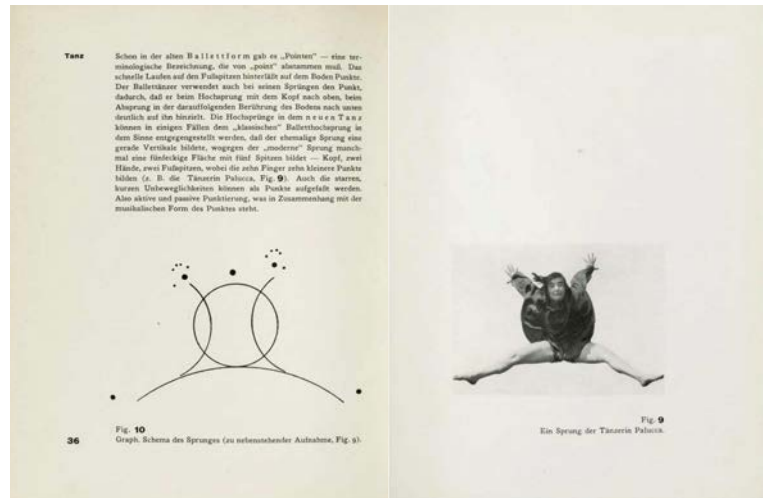 Tanz
Schon in der alten Ballettform gab es „Pointen“ — eine ter-
minologische Bezeichnung, die von „point“ abstammen muß. Das
schnelle Laufen auf den Fußspitzen hinterläßt auf dem Boden Punkte.
Der Ballettänzer verwendet auch bei seinen Sprüngen den Punkt,
dadurch, daß er beim Hochsprung mit dem Kopf nach oben, beim
Absprung in der darauffolgenden Berührung des Bodens nach unten
deutlich auf ihn hinzielt. Die Hochsprünge in dem neuen Tanz
können in einigen Fällen dem „klassischen“ Balletthochsprung in
dem Sinne entgegengestellt werden, daß der ehemalige Sprung eine
gerade Vertikale bildete, wogegen der „moderne“ Sprung manch-
mal eine fünfeckige Fläche mit fünf Spitzen bildet — Kopf, zwei
Hände, zwei Fußspitzen, wobei die zehn Finger zehn kleinere Punkte
bilden (z. B. die Tänzerin Palucca, Fig. 9). Auch die starren,
kurzen Unbeweglichkeiten können als Punkte aufgefaßt werden.
Also aktive und passive Punktierung, was in Zusammenhang mit der
musikalischen Form des Punktes steht.
Fig. 10
36
Graph. Schema des Sprunges (zu nebenstehender Aufnahme, Fig. 9).
Fig. 9
Ein Sprung der Tänzerin Palucca.